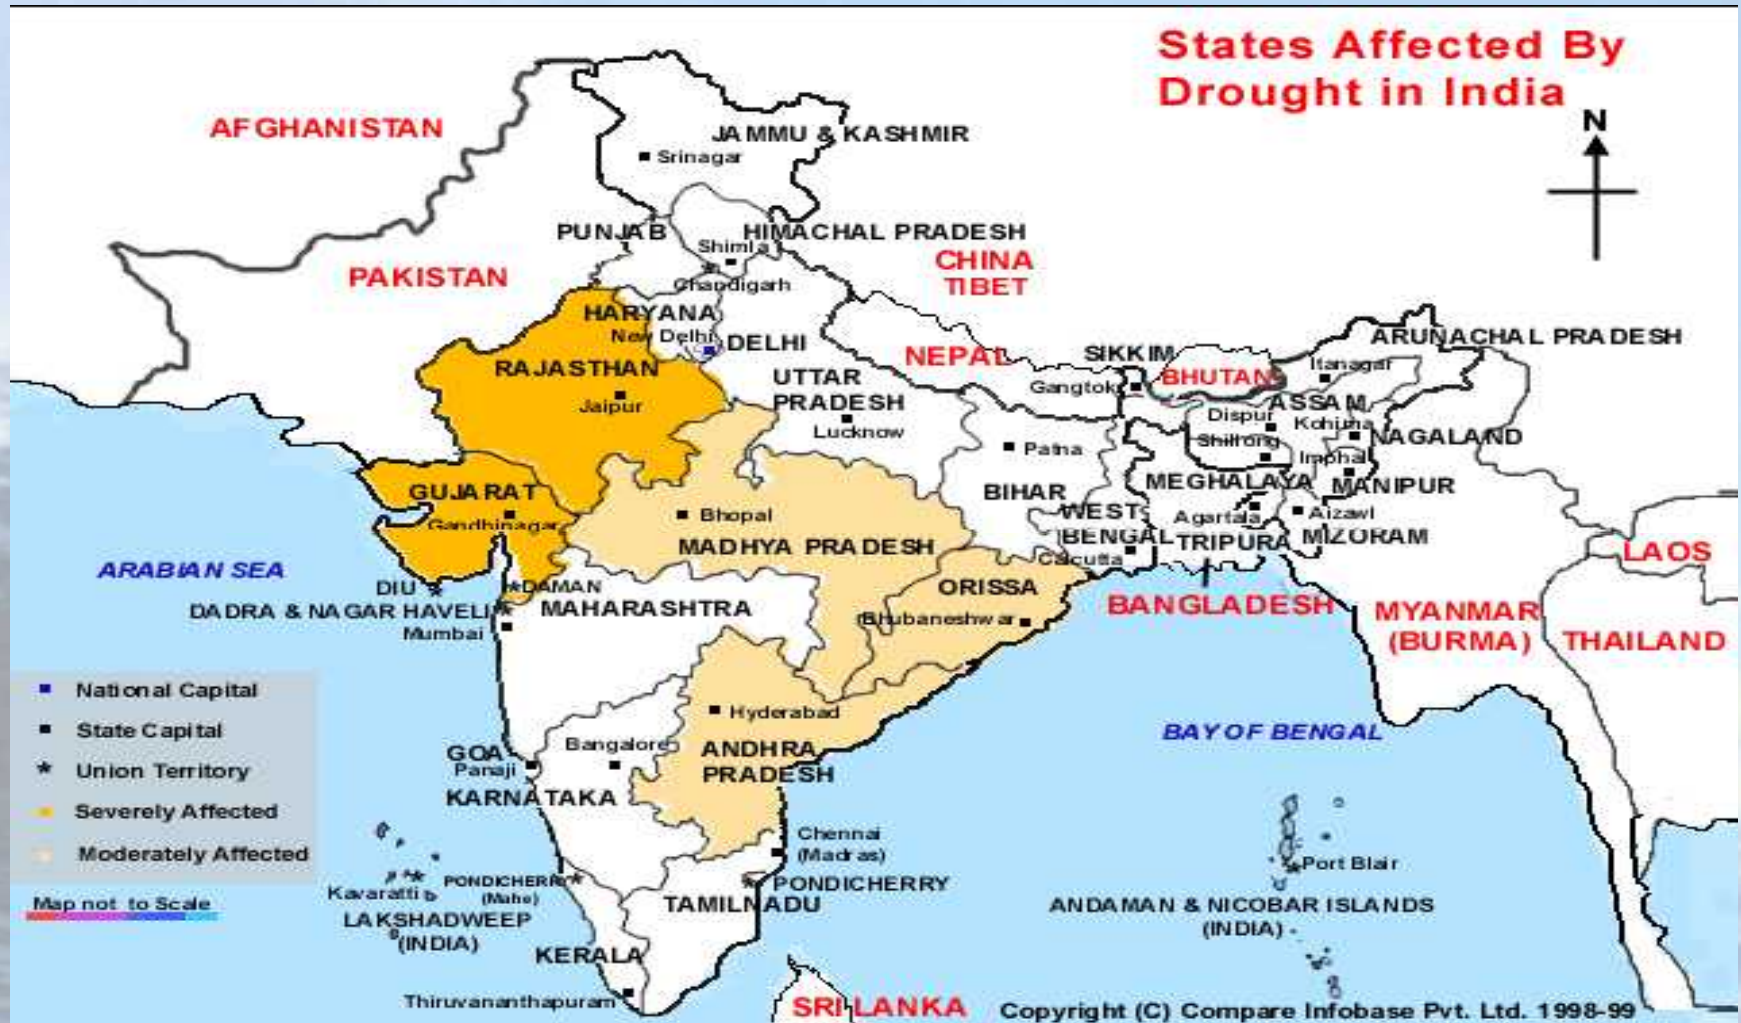 States Affected By
Drought in India
N
AFGHANISTAN
JAMMU & KASHMIR
Srinagar
PUNJAB
HIMACHAL PRADESH
Shimla
CHINA
TIBET
PAKISTAN
Chandigarh
HARYANA
New Delhi
DELHI
ARUNACHAL PRADESH
NEPAL
SIKKIM
Itanagar
RAJASTHAN
UTTAR
PRADESH
Gangtok
BHUTAN
Jaipur
ASSAM
Dispur
Kohima
Lucknow
Shillong
NAGALAND
Patna
Imphal
GUJARAT
BIHAR
MEGHALAYA
MANIPUR
Gandhinagar
Bhopal
WEST
BENGAL
Agartala
Aizawl
MADHYA PRADESH
TRIPURA
MIZORAM
Calcutta
LAOS
ARABIAN SEA
DIU
DAMAN
ORISSA
DADRA & NAGAR HAVELI
MAHARASHTRA
Bhubaneshwar
BANGLADESH
MYANMAR
(BURMA)
THAILAND
Mumbai
National Capital
State Capital
Union Territory
Severely Affected
Moderately Affected
Map not to Scale
Hyderabad
BAY OF BENGAL
GOA
Panaji
Bangalore
ANDHRA
PRADESH
KARNATAKA
Chennai
(Madras)
Port Blair
Kavaratti
PONDICHERRY
(Mahe)
PONDICHERRY
LAKSHADWEEP
(INDIA)
TAMILNADU
ANDAMAN & NICOBAR ISLANDS
(INDIA)
KERALA
Thiruvananthapuram
SRI LANKA
Copyright (C) Compare Infobase Pvt. Ltd. 1998-99